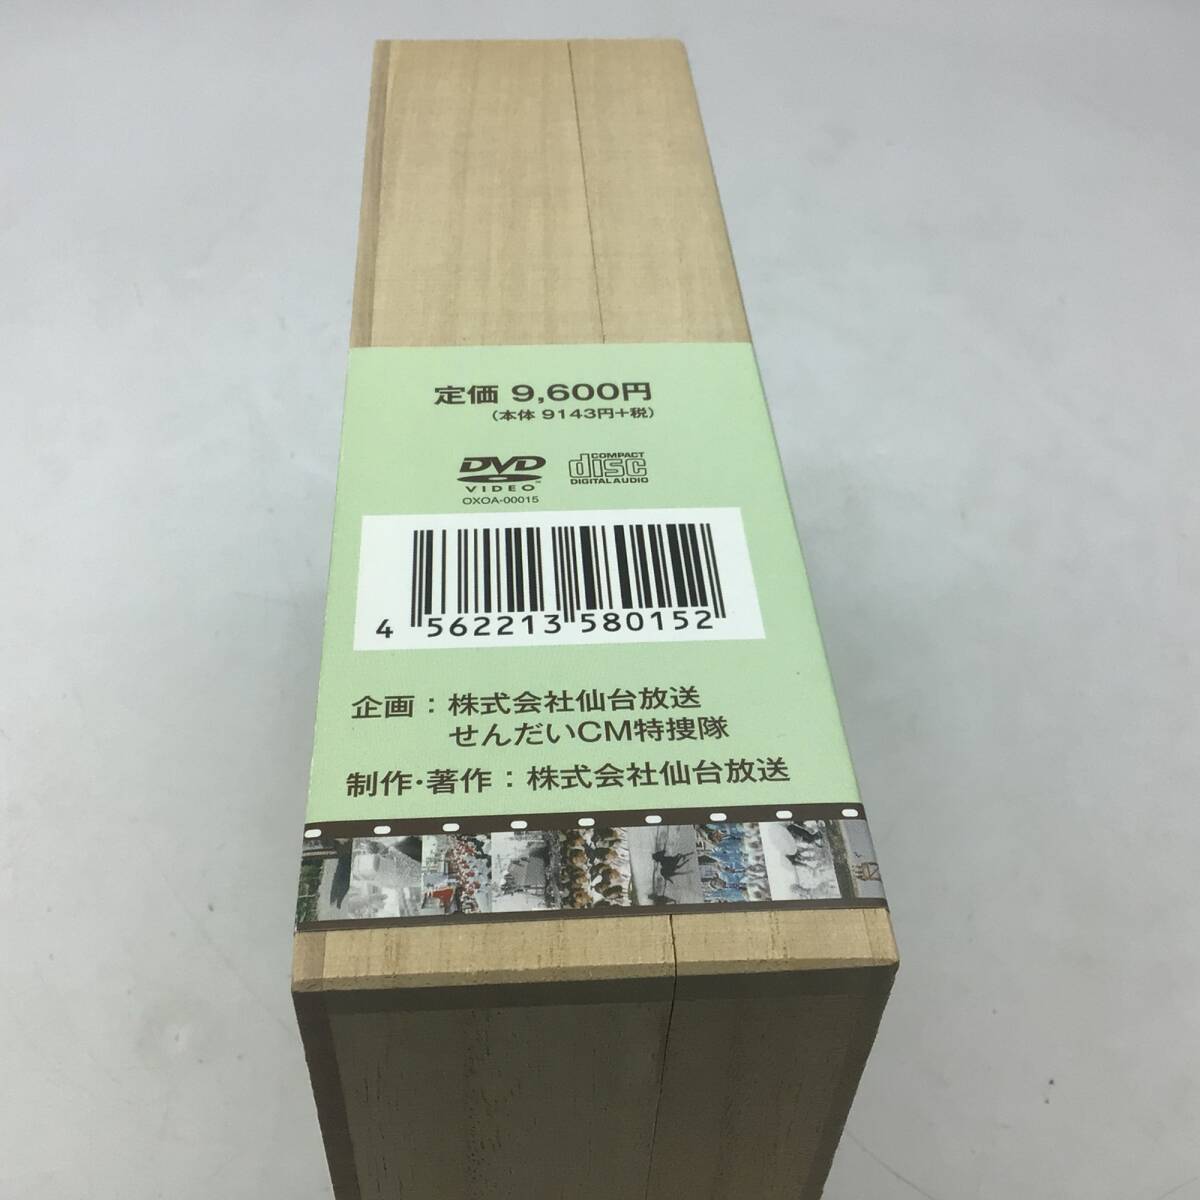 定価 9,600円
(本体 9143円+税)
DVD
VIDEO
OXOA-00015
COMPACT
disc
DIGITAL AUDIO
4 562213 580152
企画：株式会社仙台放送
せんだいCM特捜隊
制作・著作：株式会社仙台放送